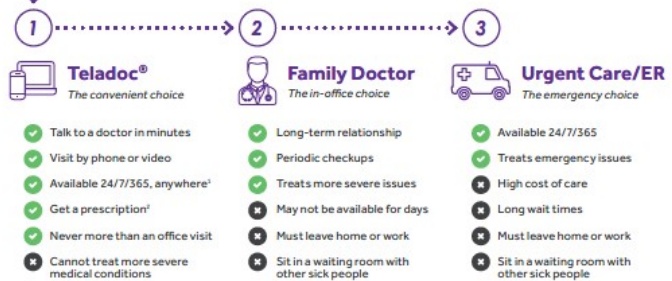 1
2
3
Teladoc®
The convenient choice
Talk to a doctor in minutes
Visit by phone or video
Available 24/7/365, anywhere¹
Get a prescription²
Never more than an office visit
Cannot treat more severe
medical conditions
Family Doctor
The in-office choice
Long-term relationship
Periodic checkups
Treats more severe issues
May not be available for days
Must leave home or work
Sit in a waiting room with
other sick people
Urgent Care/ER
The emergency choice
Available 24/7/365
Treats emergency issues
High cost of care
Long wait times
Must leave home or work
Sit in a waiting room with
other sick people